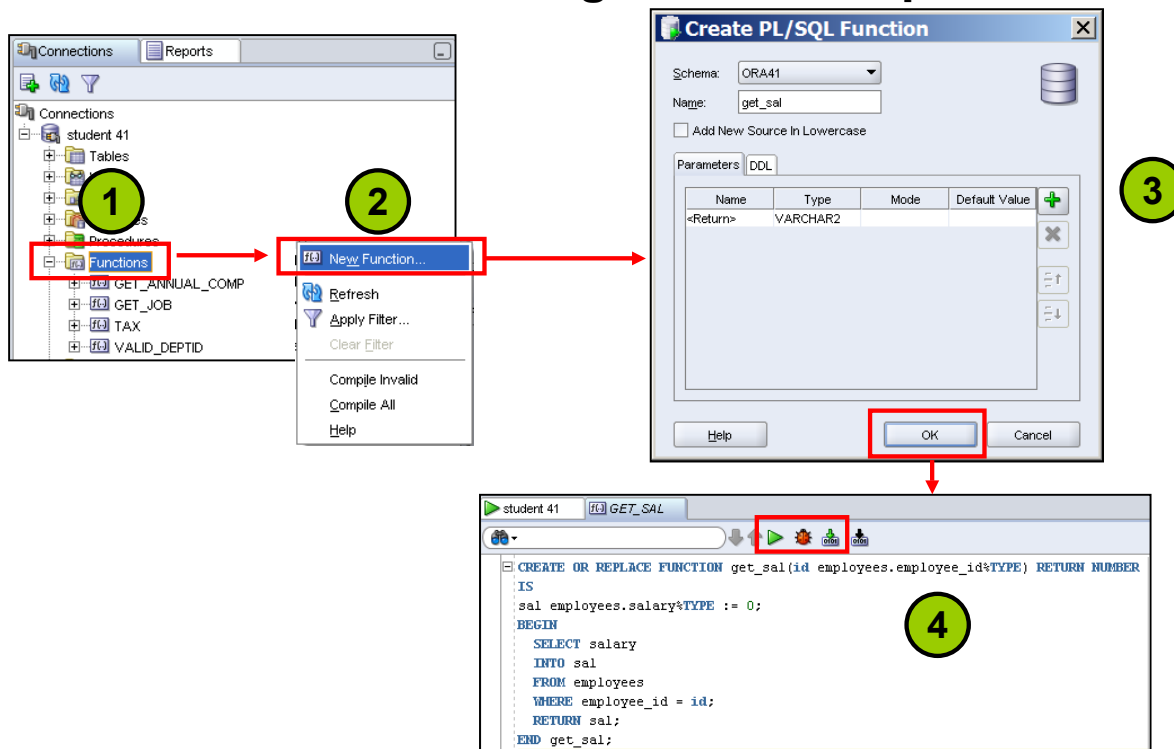 Connections
Reports
Connections
student 41
Tables
Procedures
Functions
GET_ANNUAL_COMP
GET_JOB
TAX
VALID_DEPTID
1
2
New Function...
Refresh
Apply Filter...
Clear Filter
Compile Invalid
Compile All
Help
Create PL/SQL Function
Schema: ORA41
Name: get_sal
Add New Source In Lowercase
Parameters DDL
Name Type Mode Default Value
<Return> VARCHAR2
Help OK Cancel
3
student 41 GET_SAL
CREATE OR REPLACE FUNCTION get_sal(id employees.employee_id%TYPE) RETURN NUMBER
IS
sal employees.salary%TYPE := 0;
BEGIN
SELECT salary
INTO sal
FROM employees
WHERE employee_id = id;
RETURN sal;
END get_sal;
4